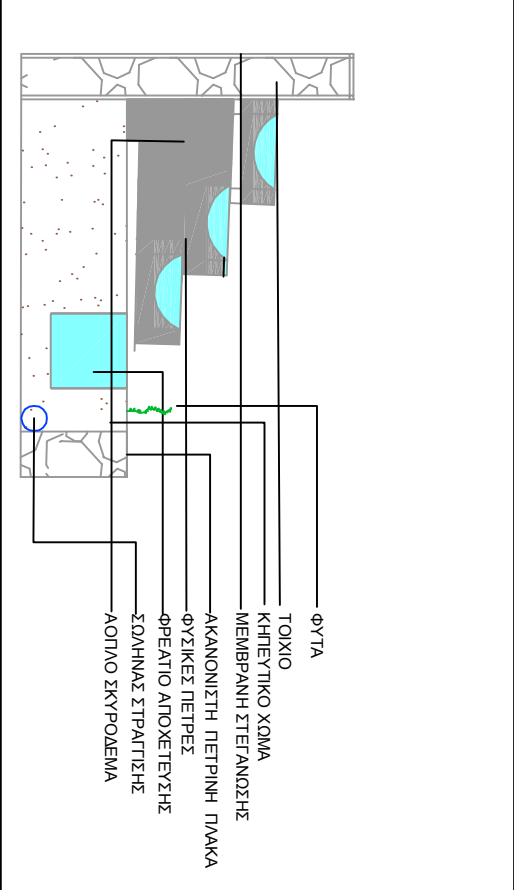 ΦΥΤΑ
ΤΟΙΧΙΟ
ΚΗΠΕΥΤΙΚΟ ΧΩΜΑ
ΜΕΜΒΡΑΝΗ ΣΤΕΓΑΝΩΣΗΣ
ΑΚΑΝΟΝΙΣΤΗ ΠΕΤΡΙΝΗ ΠΛΑΚΑ
ΦΥΣΙΚΕΣ ΠΕΤΡΕΣ
ΦΡΕΑΤΙΟ ΑΠΟΧΕΤΕΥΣΗΣ
ΣΩΛΗΝΑΣ ΣΤΡΑΓΓΙΣΗΣ
ΑΟΠΛΟ ΣΚΥΡΟΔΕΜΑ